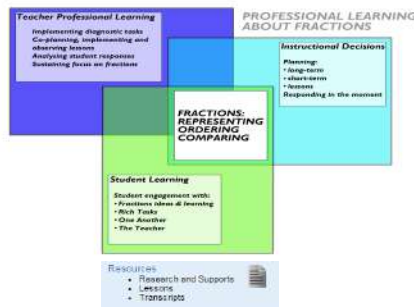 PROFESSIONAL LEARNING
ABOUT FRACTIONS
Teacher Professional Learning
Implementing diagnostic tasks
Co-planning, implementing and
observing lessons
Analysing student responses
Sustaining focus on fractions
Instructional Decisions
Planning:
• long-term
• short-term
• lessons
Responding in the moment
FRACTIONS:
REPRESENTING
ORDERING
COMPARING
Student Learning
Student engagement with:
• Fractions ideas & learning
• Rich Tasks
• One Another
• The Teacher
Resources
• Research and Supports
• Lessons
• Transcripts